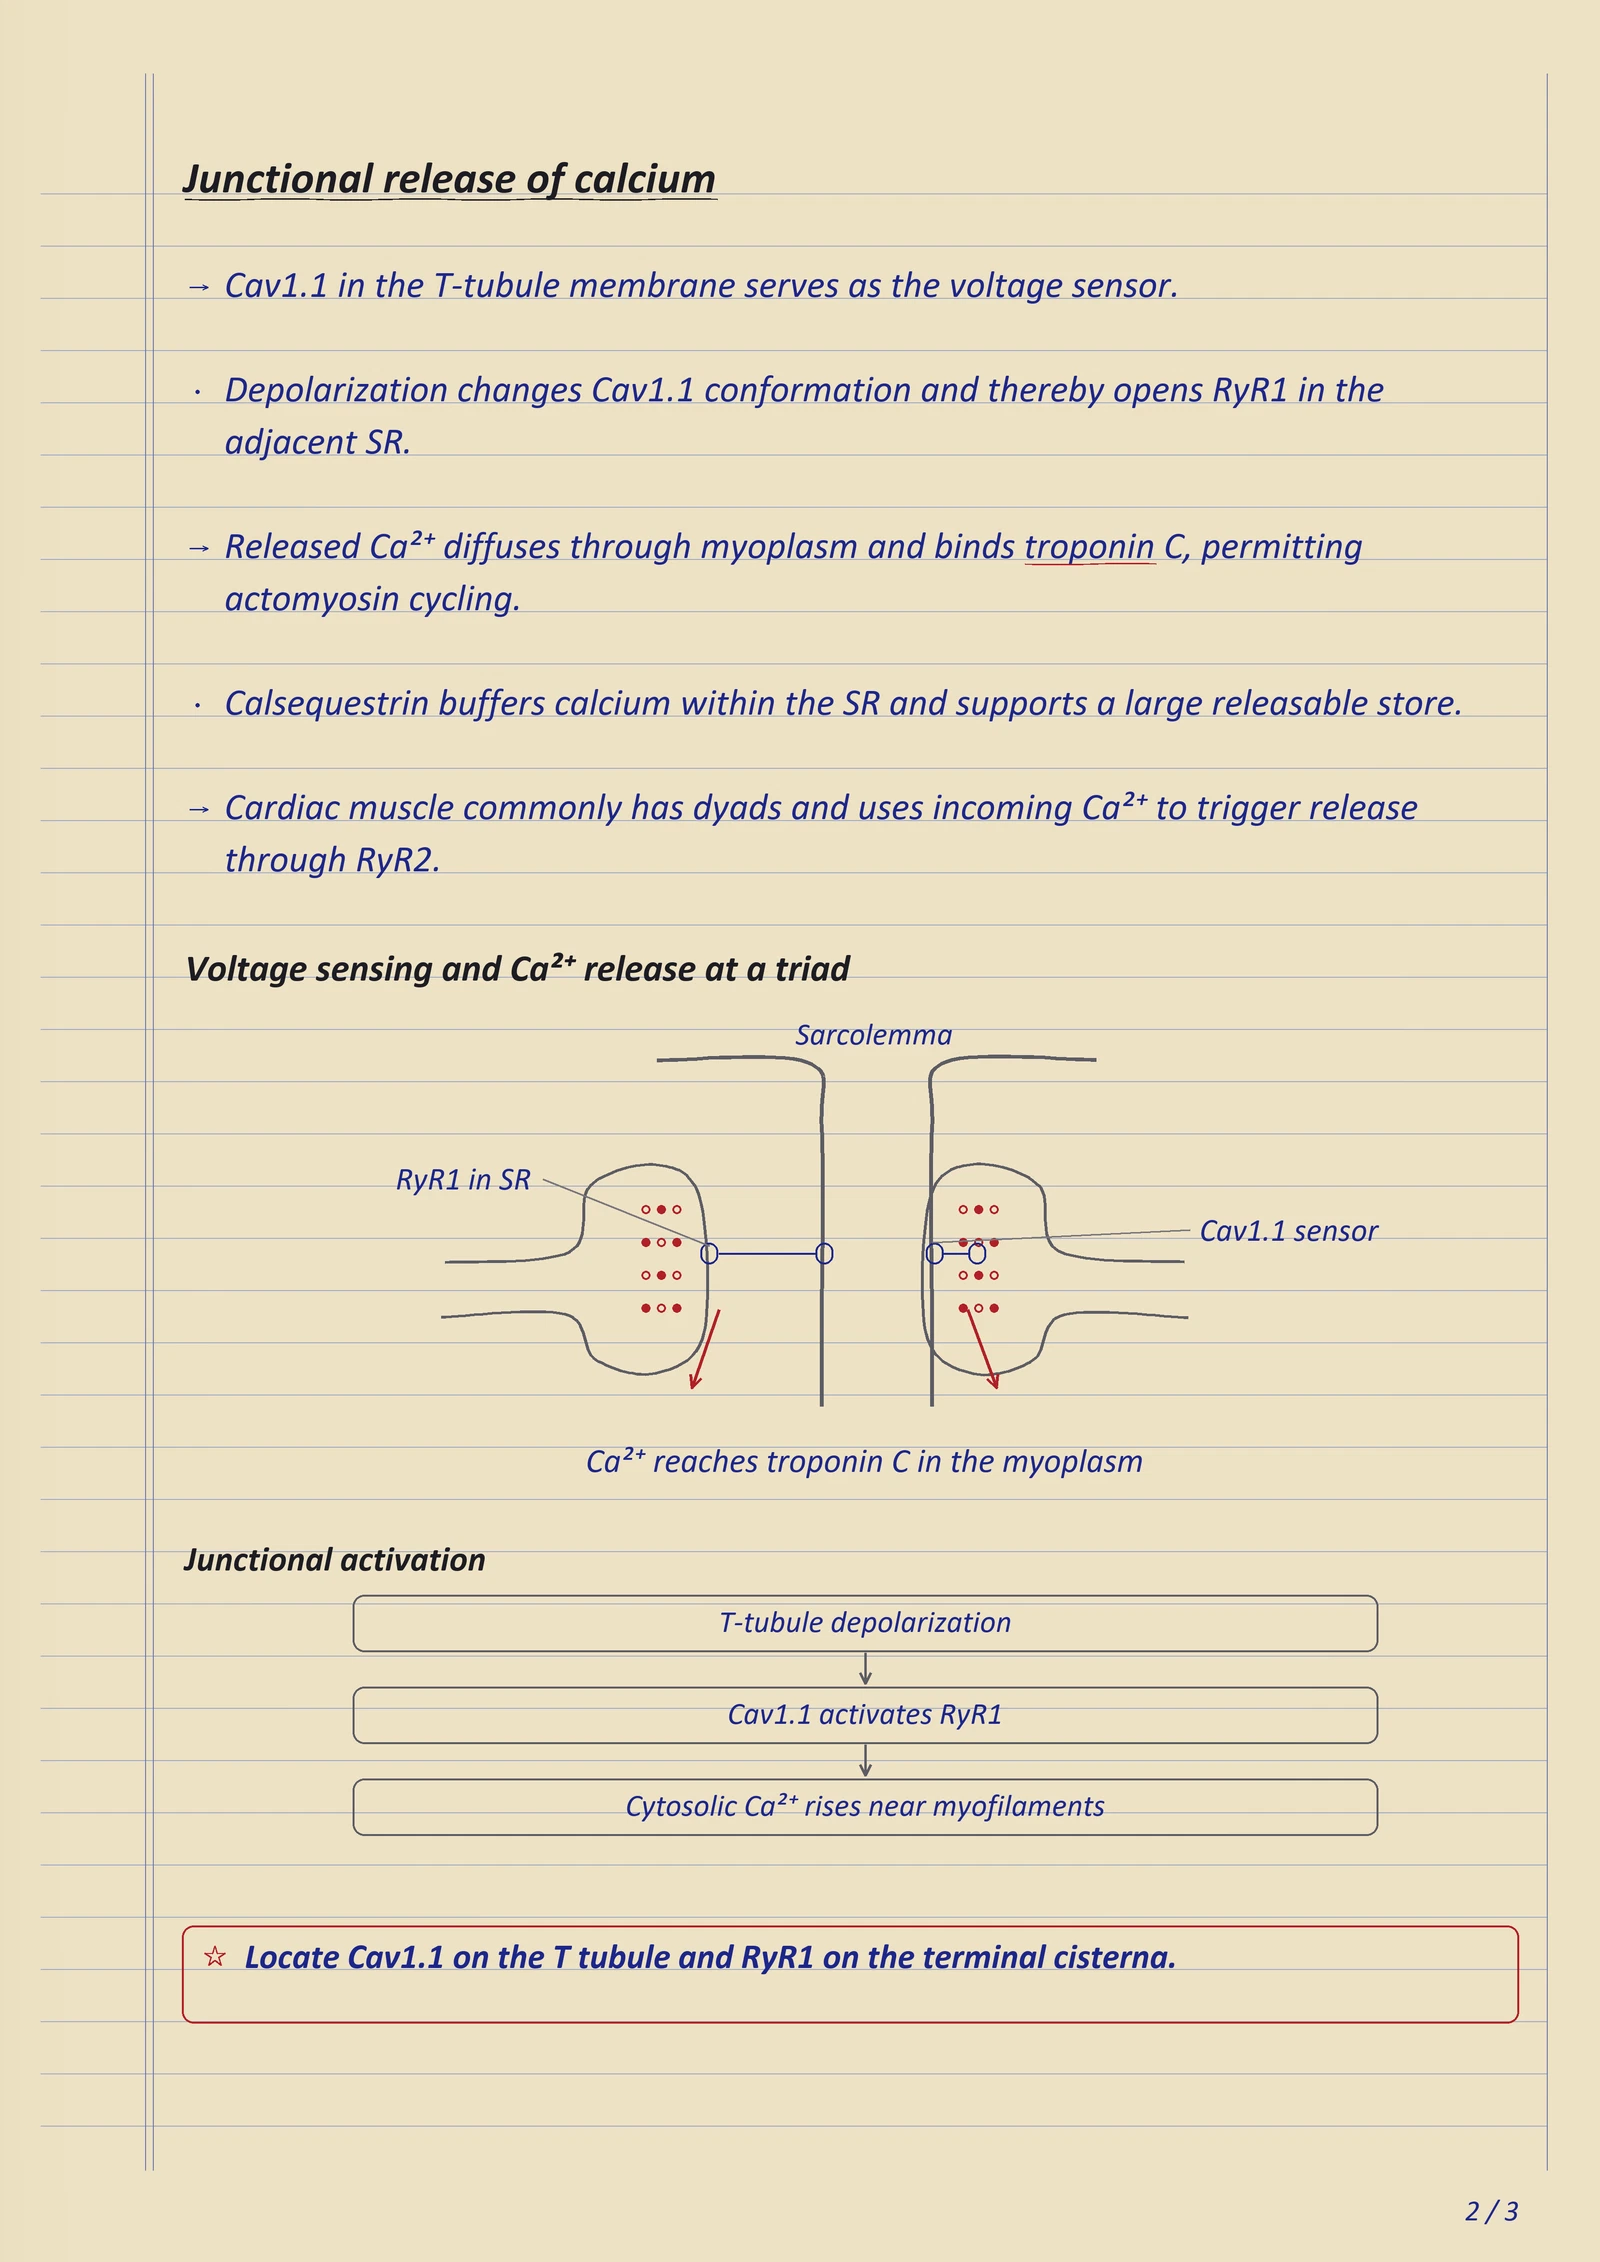 Junctional release of calcium
→ Cav1.1 in the T-tubule membrane serves as the voltage sensor.
· Depolarization changes Cav1.1 conformation and thereby opens RyR1 in the
adjacent SR.
→ Released Ca²⁺ diffuses through myoplasm and binds troponin C, permitting
actomyosin cycling.
· Calsequestrin buffers calcium within the SR and supports a large releasable store.
→ Cardiac muscle commonly has dyads and uses incoming Ca²⁺ to trigger release
through RyR2.
Voltage sensing and Ca²⁺ release at a triad
Sarcolemma
RyR1 in SR
Cav1.1 sensor
Ca²⁺ reaches troponin C in the myoplasm
Junctional activation
T-tubule depolarization
Cav1.1 activates RyR1
Cytosolic Ca²⁺ rises near myofilaments
☆ Locate Cav1.1 on the T tubule and RyR1 on the terminal cisterna.
2 / 3